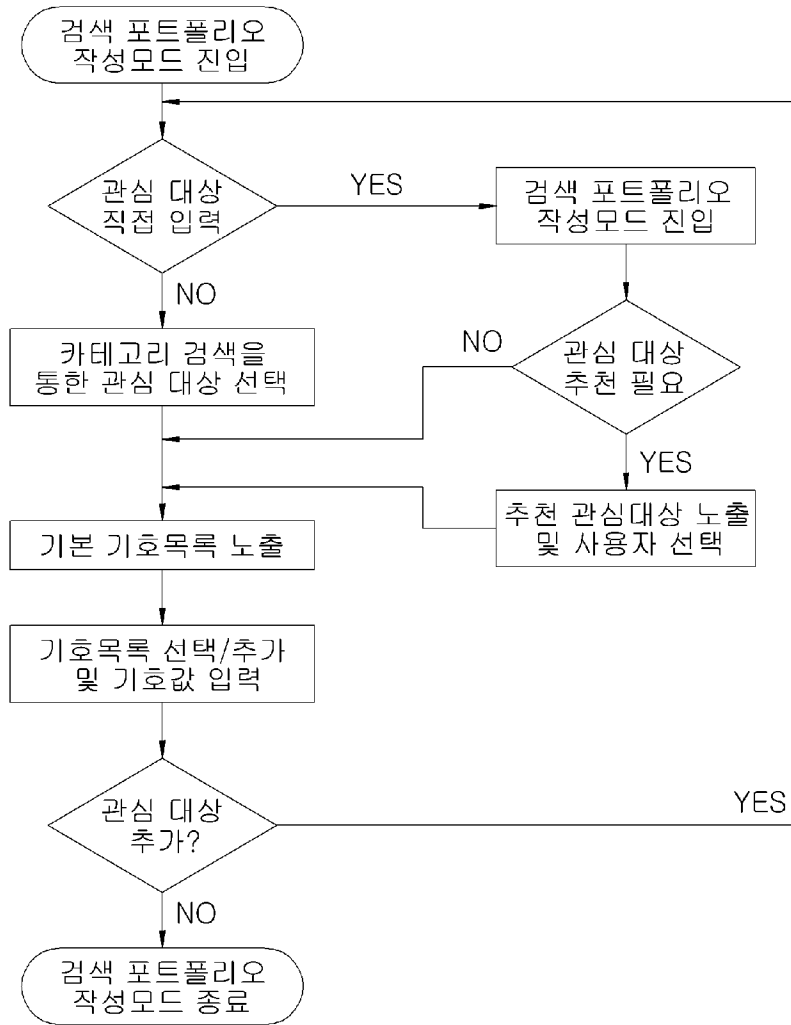 검색 포트폴리오
작성모드 진입
관심 대상
직접 입력
YES
검색 포트폴리오
작성모드 진입
NO
카테고리 검색을
통한 관심 대상 선택
NO
관심 대상
추천 필요
YES
추천 관심대상 노출
및 사용자 선택
기본 기호목록 노출
기호목록 선택/추가
및 기호값 입력
관심 대상
추가?
YES
NO
검색 포트폴리오
작성모드 종료